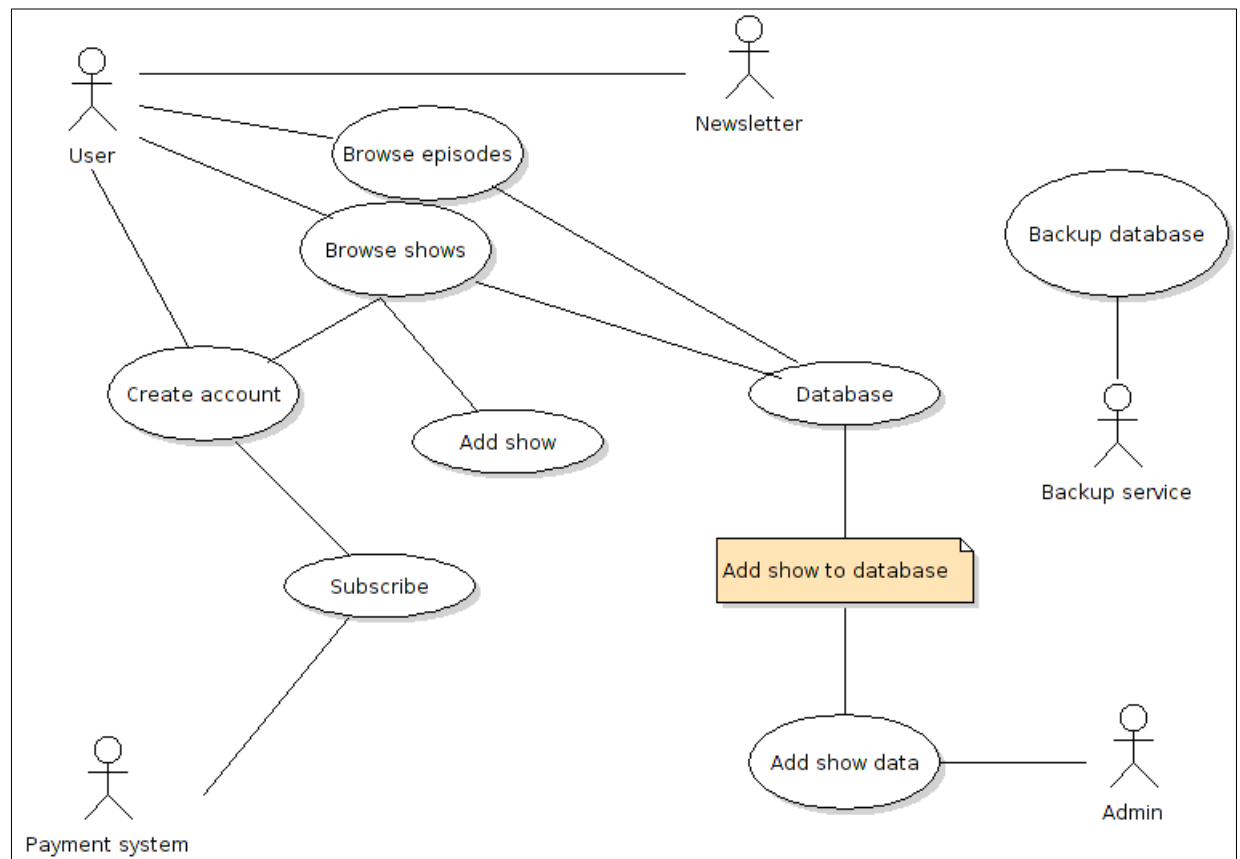 Newsletter
User
Browse episodes
Backup database
Browse shows
Create account
Database
Add show
Backup service
Add show to database
Subscribe
Add show data
Admin
Payment system